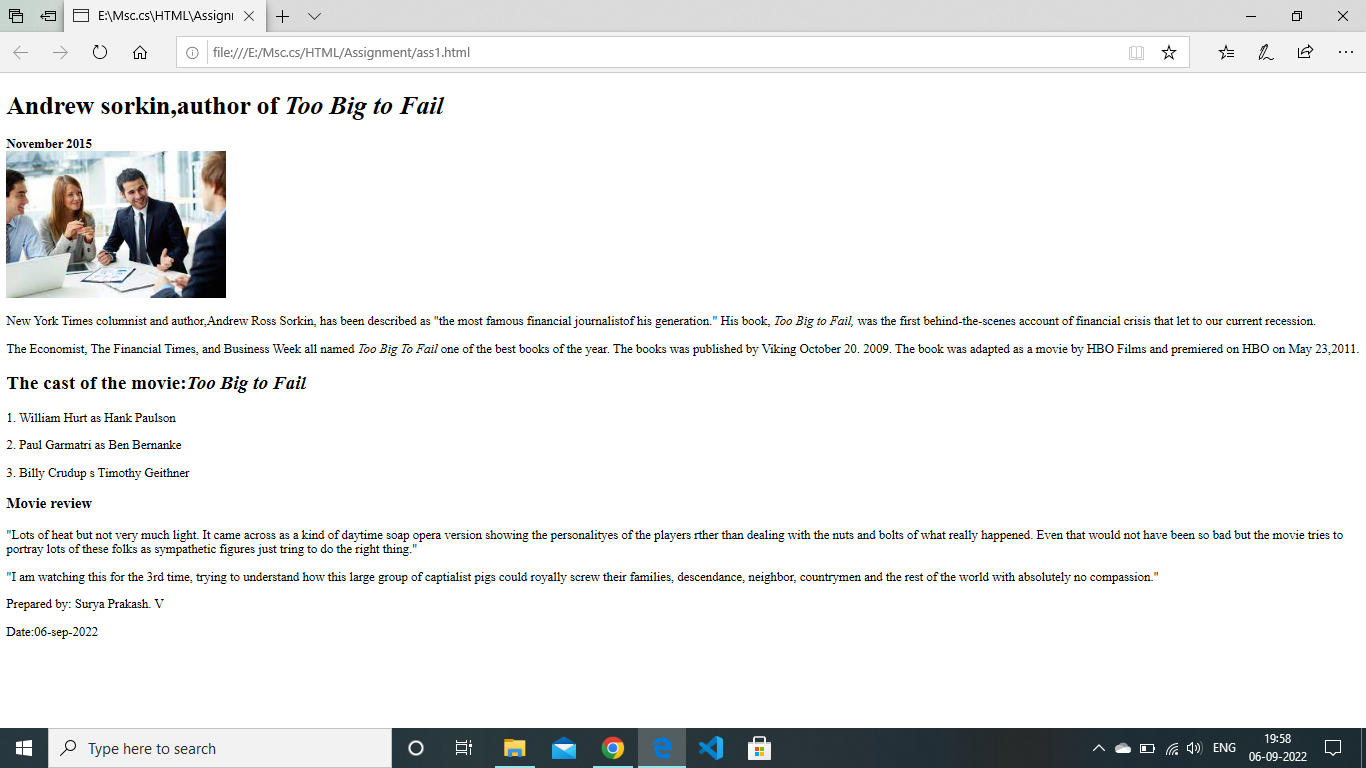 E:\Msc.cs\HTML\Assignm
file:///E:/Msc.cs/HTML/Assignment/ass1.html
Andrew sorkin,author of Too Big to Fail
November 2015
New York Times columnist and author,Andrew Ross Sorkin, has been described as "the most famous financial journalistof his generation." His book, Too Big to Fail, was the first behind-the-scenes account of financial crisis that let to our current recession.
The Economist, The Financial Times, and Business Week all named Too Big To Fail one of the best books of the year. The books was published by Viking October 20. 2009. The book was adapted as a movie by HBO Films and premiered on HBO on May 23,2011.
The cast of the movie:Too Big to Fail
1. William Hurt as Hank Paulson
2. Paul Garmatri as Ben Bernanke
3. Billy Crudup s Timothy Geithner
Movie review
"Lots of heat but not very much light. It came across as a kind of daytime soap opera version showing the personalityes of the players rther than dealing with the nuts and bolts of what really happened. Even that would not have been so bad but the movie tries to
portray lots of these folks as sympathetic figures just tring to do the right thing."
"I am watching this for the 3rd time, trying to understand how this large group of captialist pigs could royally screw their families, descendance, neighbor, countrymen and the rest of the world with absolutely no compassion."
Prepared by: Surya Prakash. V
Date:06-sep-2022
Type here to search
ENG
19:58
06-09-2022